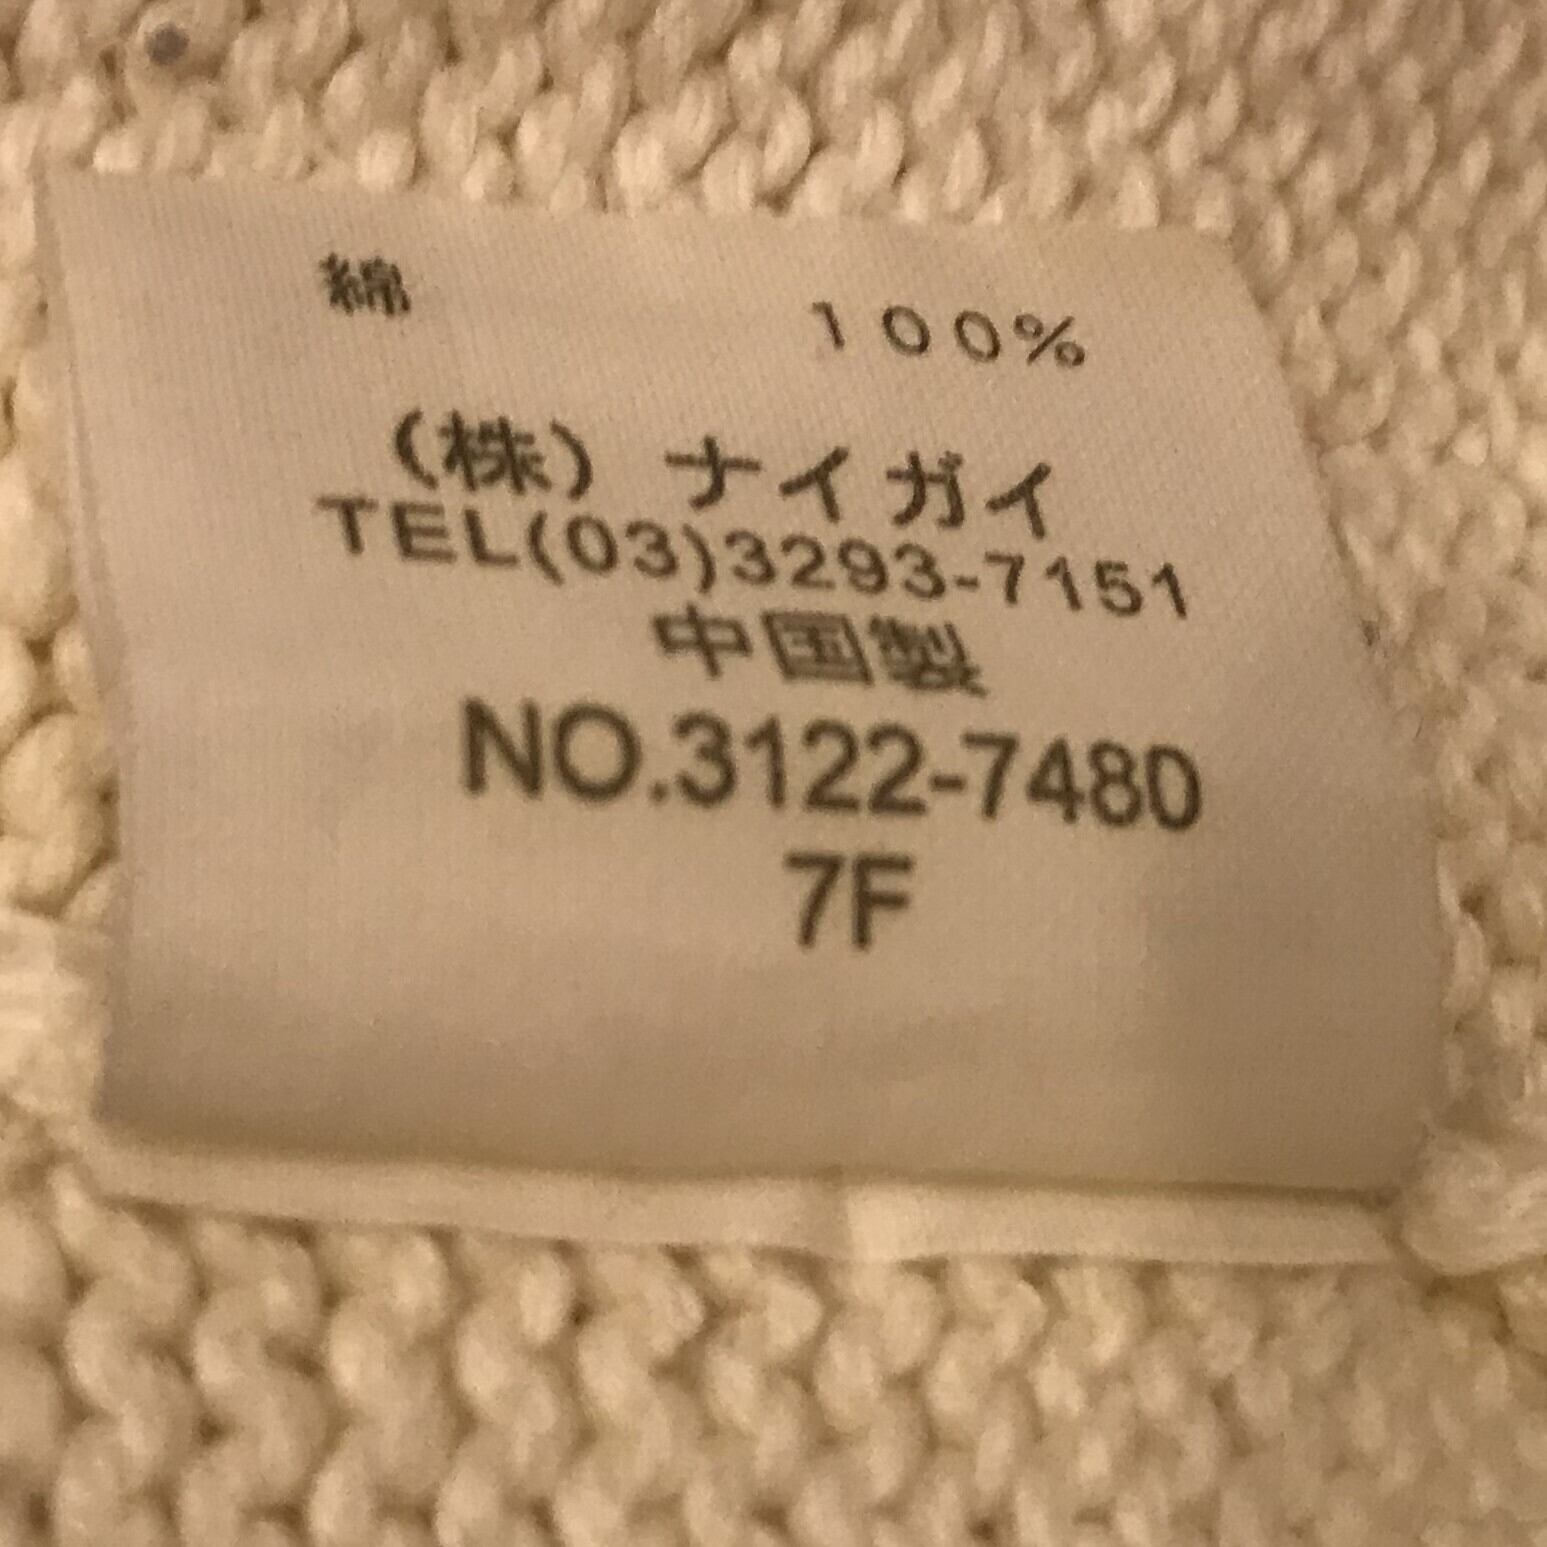 綿 100%
(株) ナイガイ
TEL(03)3293-7151
中国製
NO.3122-7480
7F